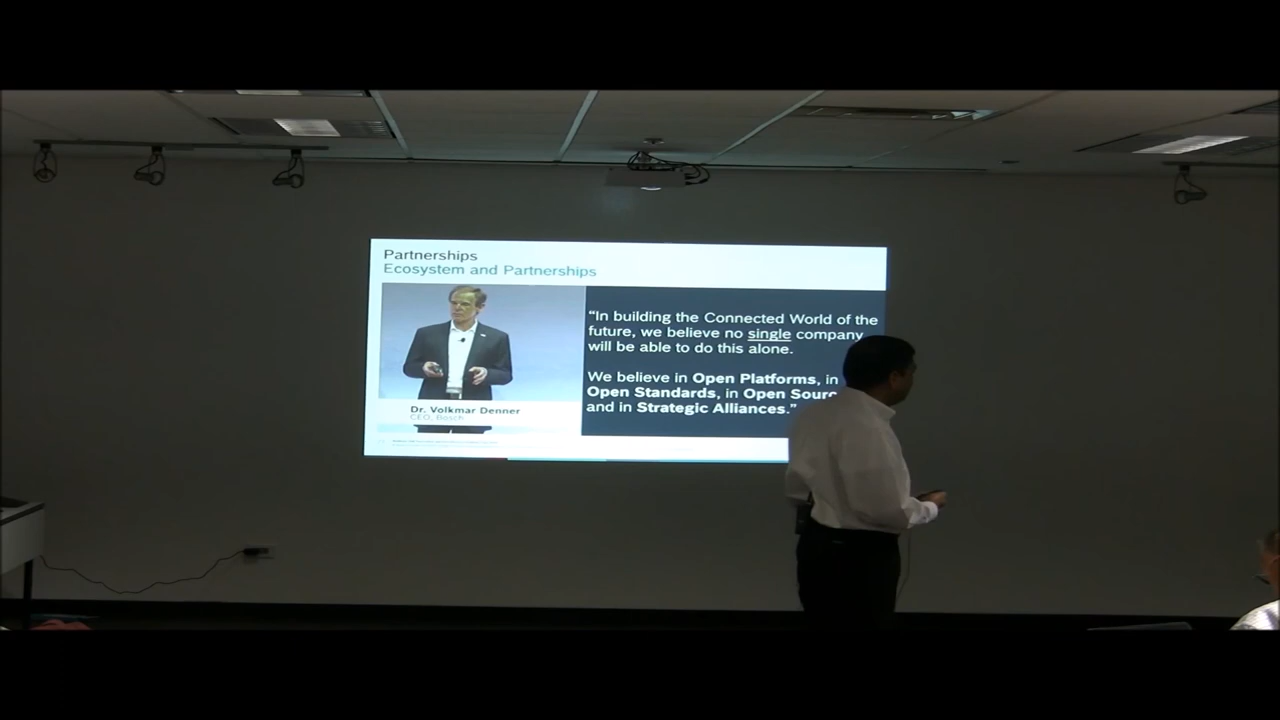 Partnerships
Ecosystem and Partnerships
“In building the Connected World of the
future, we believe no single company
will be able to do this alone.
We believe in Open Platforms, in
Open Standards, in Open Sourc
and in Strategic Alliances.”
Dr. Volkmar Denner
CEO, Bosch